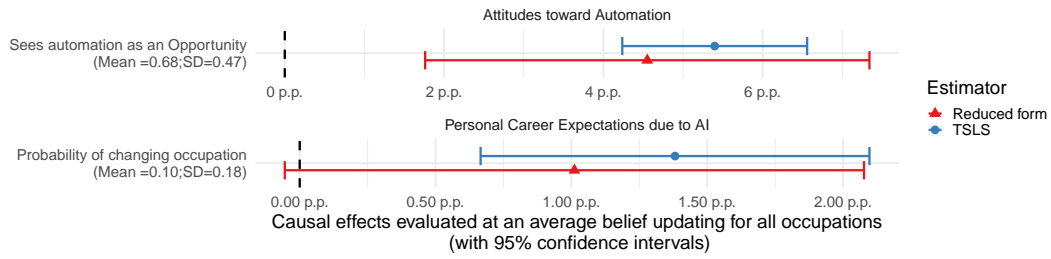 Attitudes toward Automation
Sees automation as an Opportunity
(Mean =0.68;SD=0.47)
0 p.p. 2 p.p. 4 p.p. 6 p.p.
Personal Career Expectations due to AI
Probability of changing occupation
(Mean =0.10;SD=0.18)
0.00 p.p. 0.50 p.p. 1.00 p.p. 1.50 p.p. 2.00 p.p.
Causal effects evaluated at an average belief updating for all occupations
(with 95% confidence intervals)
Estimator
Reduced form
TSLS